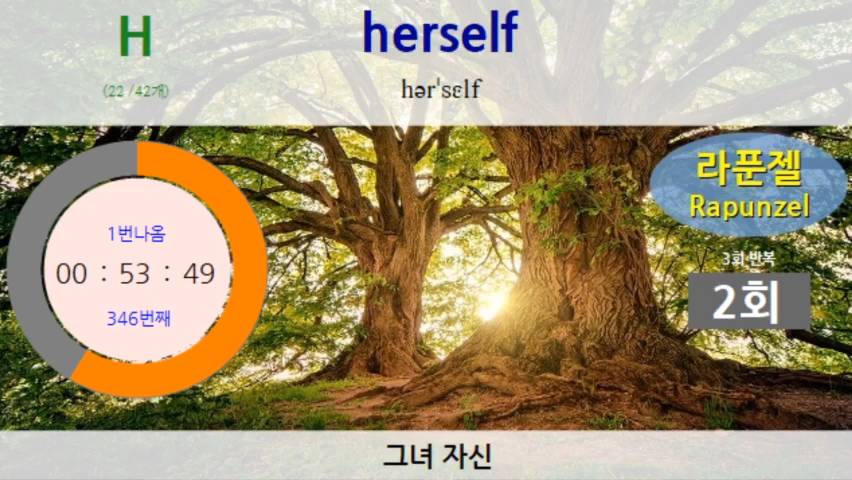 H
(22 /42개)
herself
hər'sɛlf
라푼젤
Rapunzel
1번나옴
00 : 53 : 49
346번째
3회 반복
2회
그녀 자신